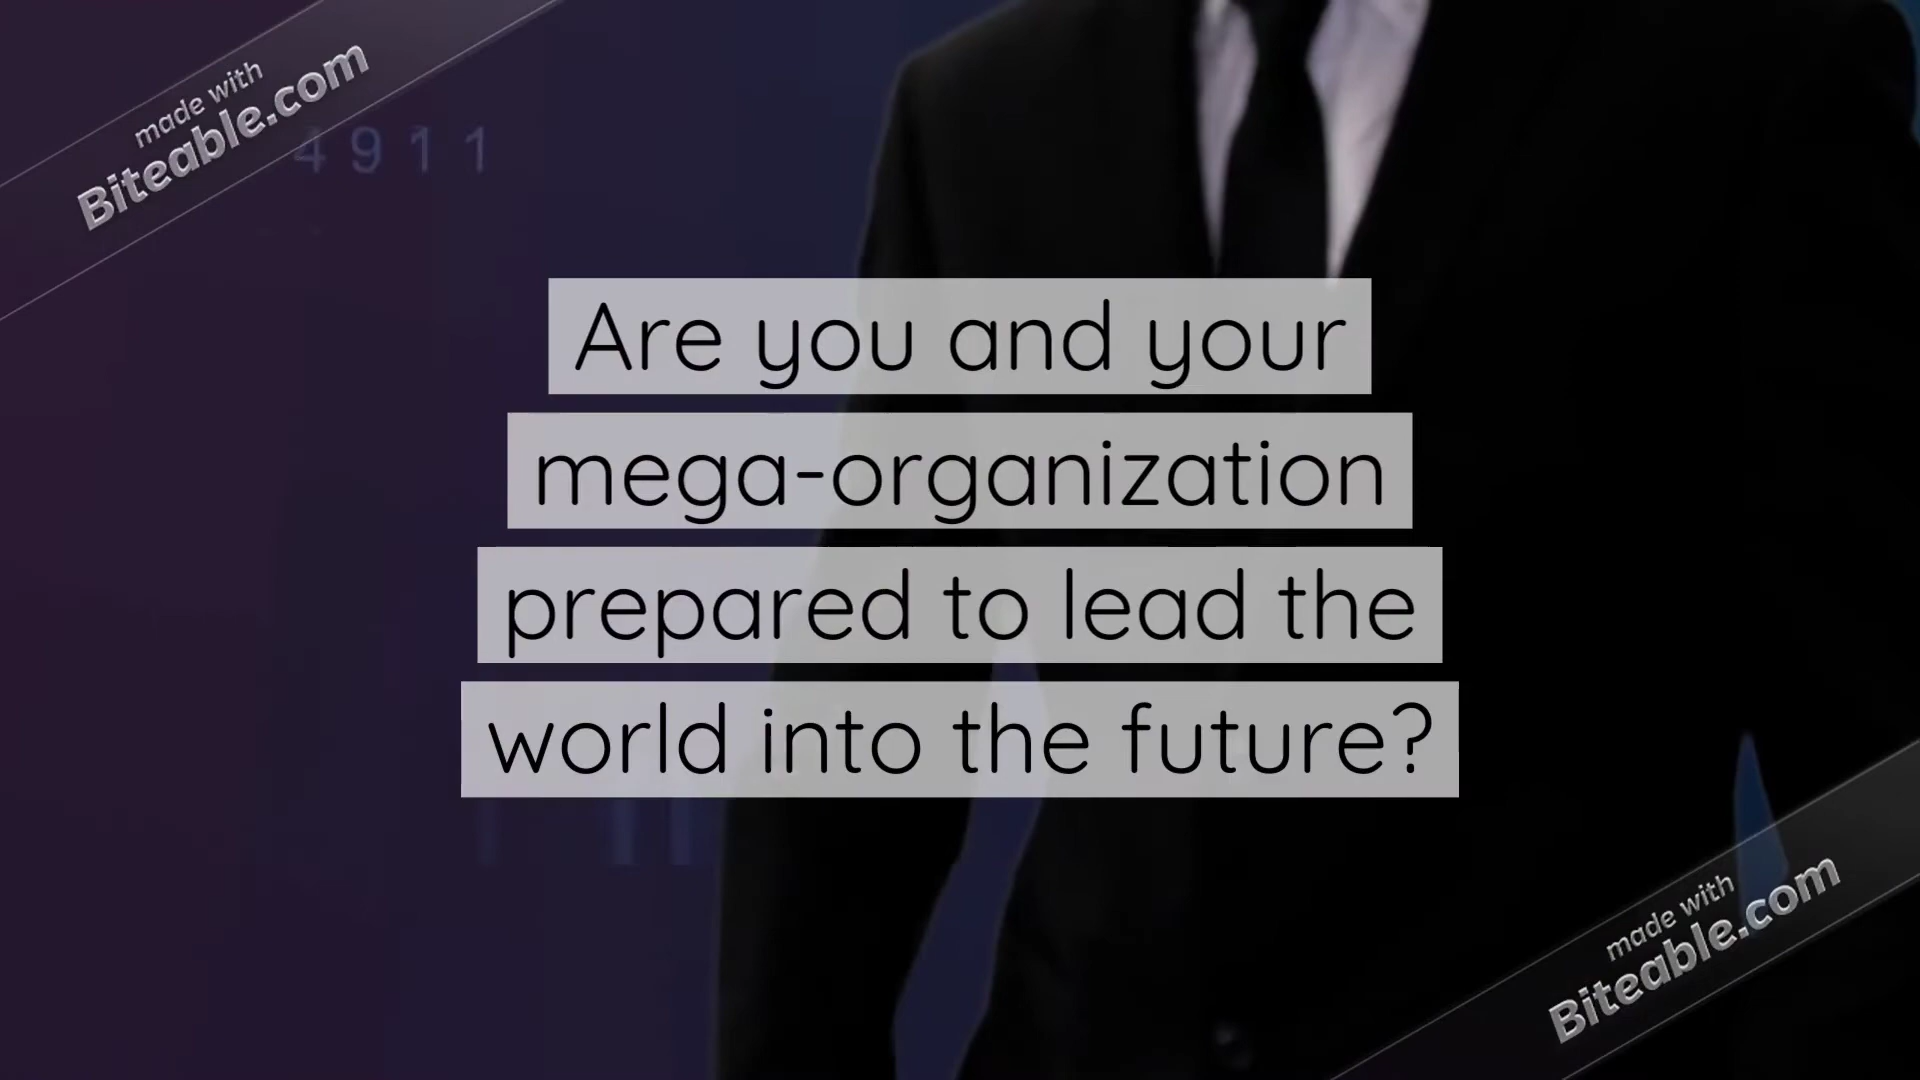 made with
Biteable.com
4911
Are you and your
mega-organization
prepared to lead the
world into the future?
made with
Biteable.com